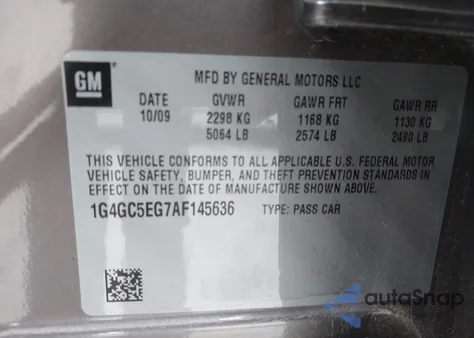 GM
MFD BY GENERAL MOTORS LLC
DATE GVWR GAWR FRT GAWR RR
10/09 2298 KG 1168 KG 1130 KG
5064 LB 2574 LB 2490 LB
THIS VEHICLE CONFORMS TO ALL APPLICABLE U.S. FEDERAL MOTOR
VEHICLE SAFETY, BUMPER, AND THEFT PREVENTION STANDARDS IN
EFFECT ON THE DATE OF MANUFACTURE SHOWN ABOVE.
1G4GC5EG7AF145636 TYPE: PASS CAR
autoSnap